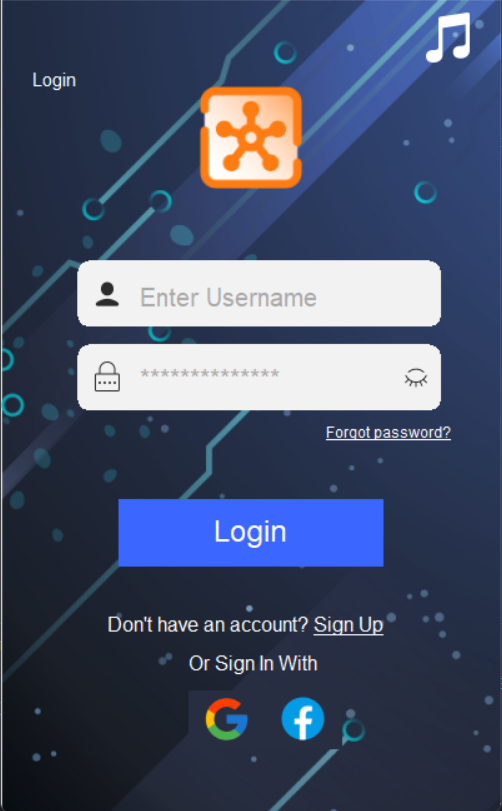 Login
Enter Username
**************
Forgot password?
Login
Don't have an account? Sign Up
Or Sign In With